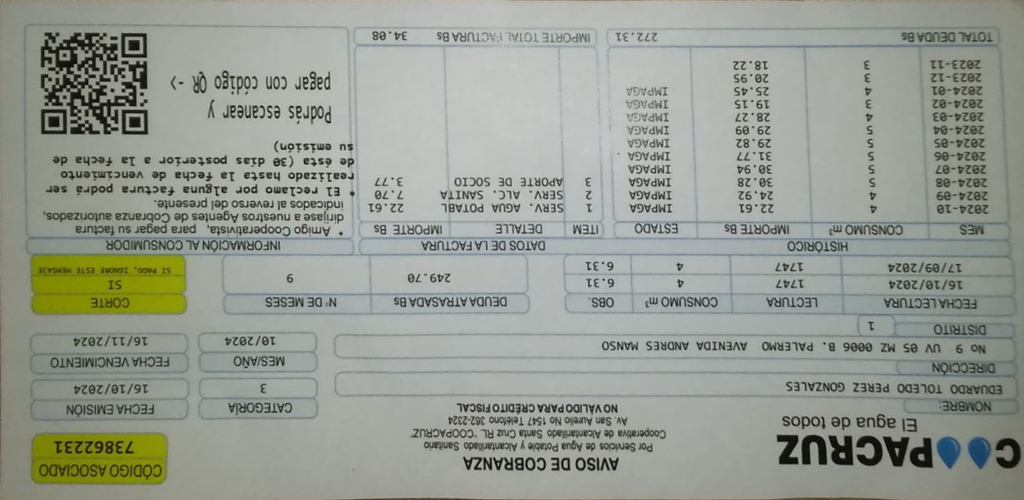 COOPACRUZ
El agua de todos
AVISO DE COBRANZA
Por Servicios de Agua Potable y Alcantarillado Sanitario
Cooperativa de Alcantarillado Santa Cruz RL. "COOPACRUZ"
Av. San Aurelio No 1547 Teléfono 362-2324
NO VÁLIDO PARA CRÉDITO FISCAL
CÓDIGO ASOCIADO
73862231
NOMBRE:
EDUARDO TOLEDO PEREZ GONZALES
CATEGORÍA
3
FECHA EMISIÓN
16/10/2024
DIRECCIÓN
No 9 UV 05 MZ 0006 B. PALERMO AVENIDA ANDRES MANSO
MES/AÑO
10/2024
FECHA VENCIMIENTO
16/11/2024
DISTRITO
1
FECHA LECTURA LECTURA CONSUMO m³ OBS.
16/10/2024 1747 4 6.31
17/09/2024 1747 4 6.31
DEUDA ATRASADA Bs Nº DE MESES
249.70 9
CORTE
SI
SI PAGO, IGNORE ESTE MENSAJE
HISTÓRICO
MES CONSUMO m³ IMPORTE Bs ESTADO
2024-10 4 22.61 IMPAGA
2024-09 4 24.92 IMPAGA
2024-08 5 30.28 IMPAGA
2024-07 5 30.94 IMPAGA
2024-06 5 31.77 IMPAGA
2024-05 5 29.82 IMPAGA
2024-04 5 29.09 IMPAGA
2024-03 4 28.27 IMPAGA
2024-02 3 19.15 IMPAGA
2024-01 4 25.45 IMPAGA
2023-12 3 20.95
2023-11 3 18.22
TOTAL DEUDA Bs 272.31
DATOS DE LA FACTURA
ITEM DETALLE IMPORTE Bs
1 SERV. AGUA POTABL 22.61
2 SERV. ALC. SANITA 7.70
3 APORTE DE SOCIO 3.77
IMPORTE TOTAL FACTURA Bs 34.08
INFORMACIÓN AL CONSUMIDOR
* Amigo Cooperativista, para pagar su factura
diríjase a nuestros Agentes de Cobranza autorizados,
indicados al reverso del presente.
* El reclamo por alguna factura podrá ser
realizado hasta la fecha de vencimiento
de ésta (30 días posterior a la fecha de
su emisión)
Podrás escanear y
pagar con código QR ->